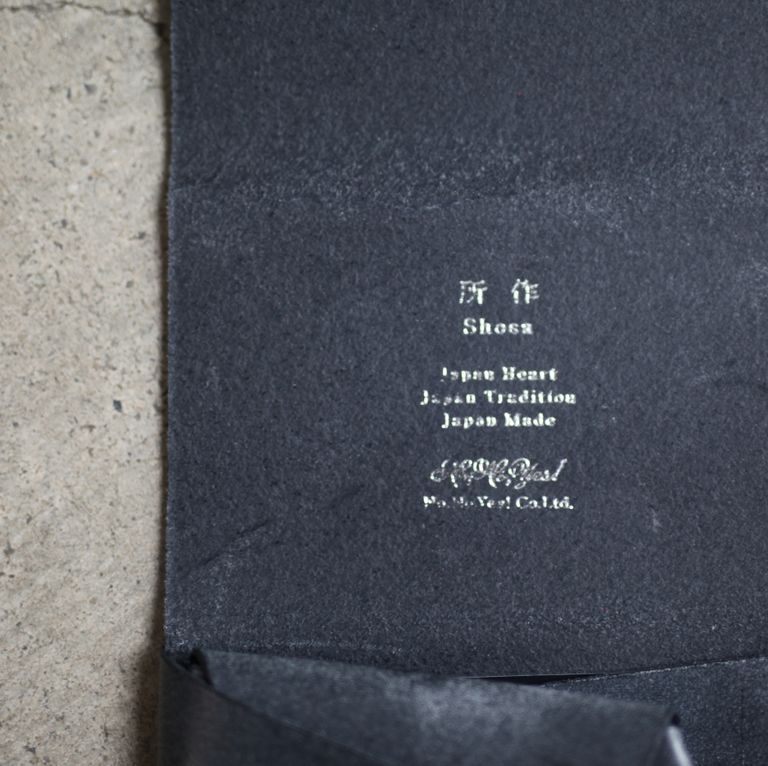 所作
Shosa
Japan Heart
Japan Tradition
Japan Made
No, No, Yes!
No, No Yes! Co.Ltd.